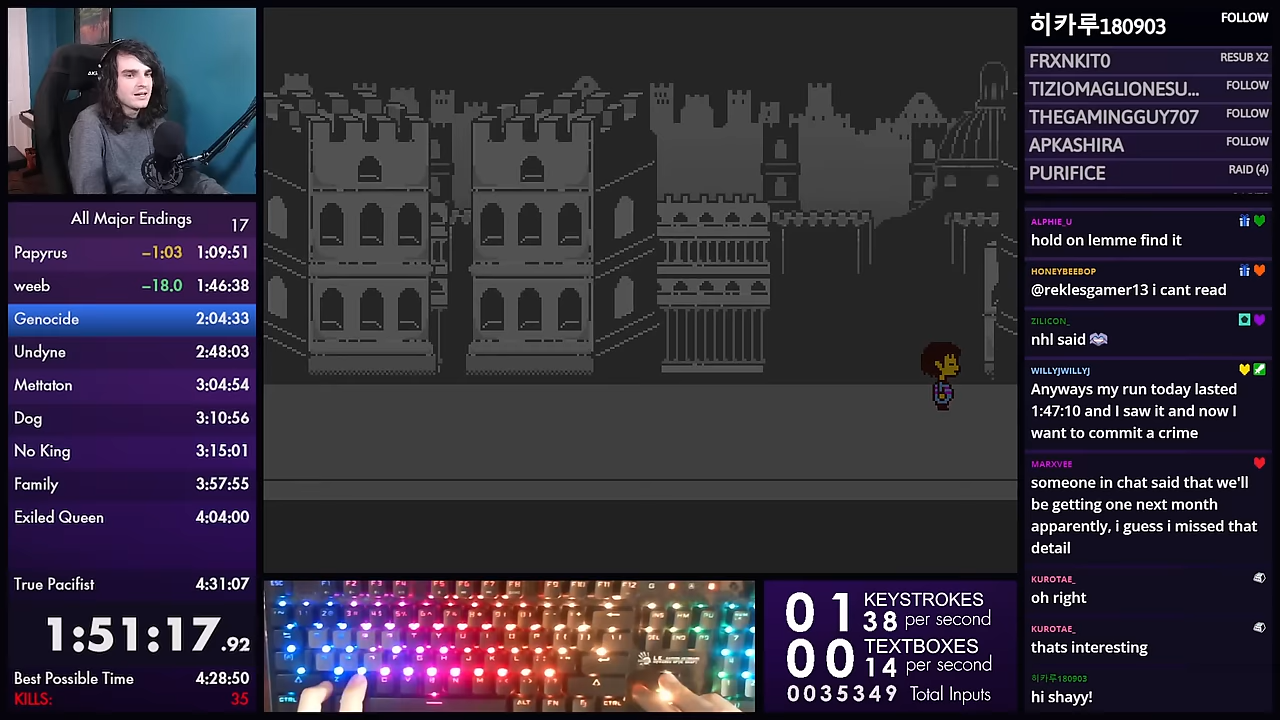 All Major Endings 17
Papyrus −1:03 1:09:51
weeb −18.0 1:46:38
Genocide 2:04:33
Undyne 2:48:03
Mettaton 3:04:54
Dog 3:10:56
No King 3:15:01
Family 3:57:55
Exiled Queen 4:04:00
True Pacifist 4:31:07
1:51:17.92
Best Possible Time 4:28:50
KILLS: 35
01 38 KEYSTROKES per second
00 14 TEXTBOXES per second
0035349 Total Inputs
히카루180903 FOLLOW
FRXNKIT0 RESUB X2
TIZIOMAGLIONESU... FOLLOW
THEGAMINGGUY707 FOLLOW
APKASHIRA FOLLOW
PURIFICE RAID (4)
ALPHIE_U
hold on lemme find it
HONEYBEEBOP
@reklesgamer13 i cant read
ZILICON_
nhl said
WILLYJWILLYJ
Anyways my run today lasted
1:47:10 and I saw it and now I
want to commit a crime
MARXVEE
someone in chat said that we'll
be getting one next month
apparently, i guess i missed that
detail
KUROTAE_
oh right
KUROTAE_
thats interesting
히카루180903
hi shayy!